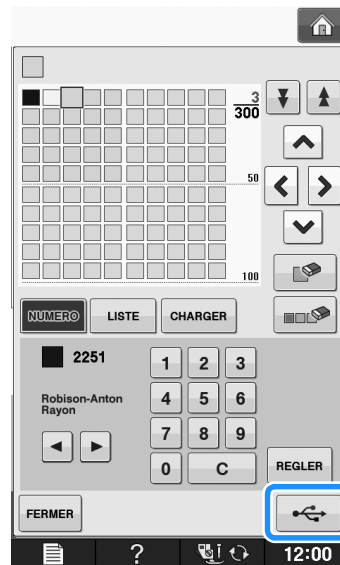 3
300
50
100
NUMERO LISTE CHARGER
2251
Robison-Anton
Rayon
1 2 3
4 5 6
7 8 9
0 C
REGLER
FERMER
? 12:00